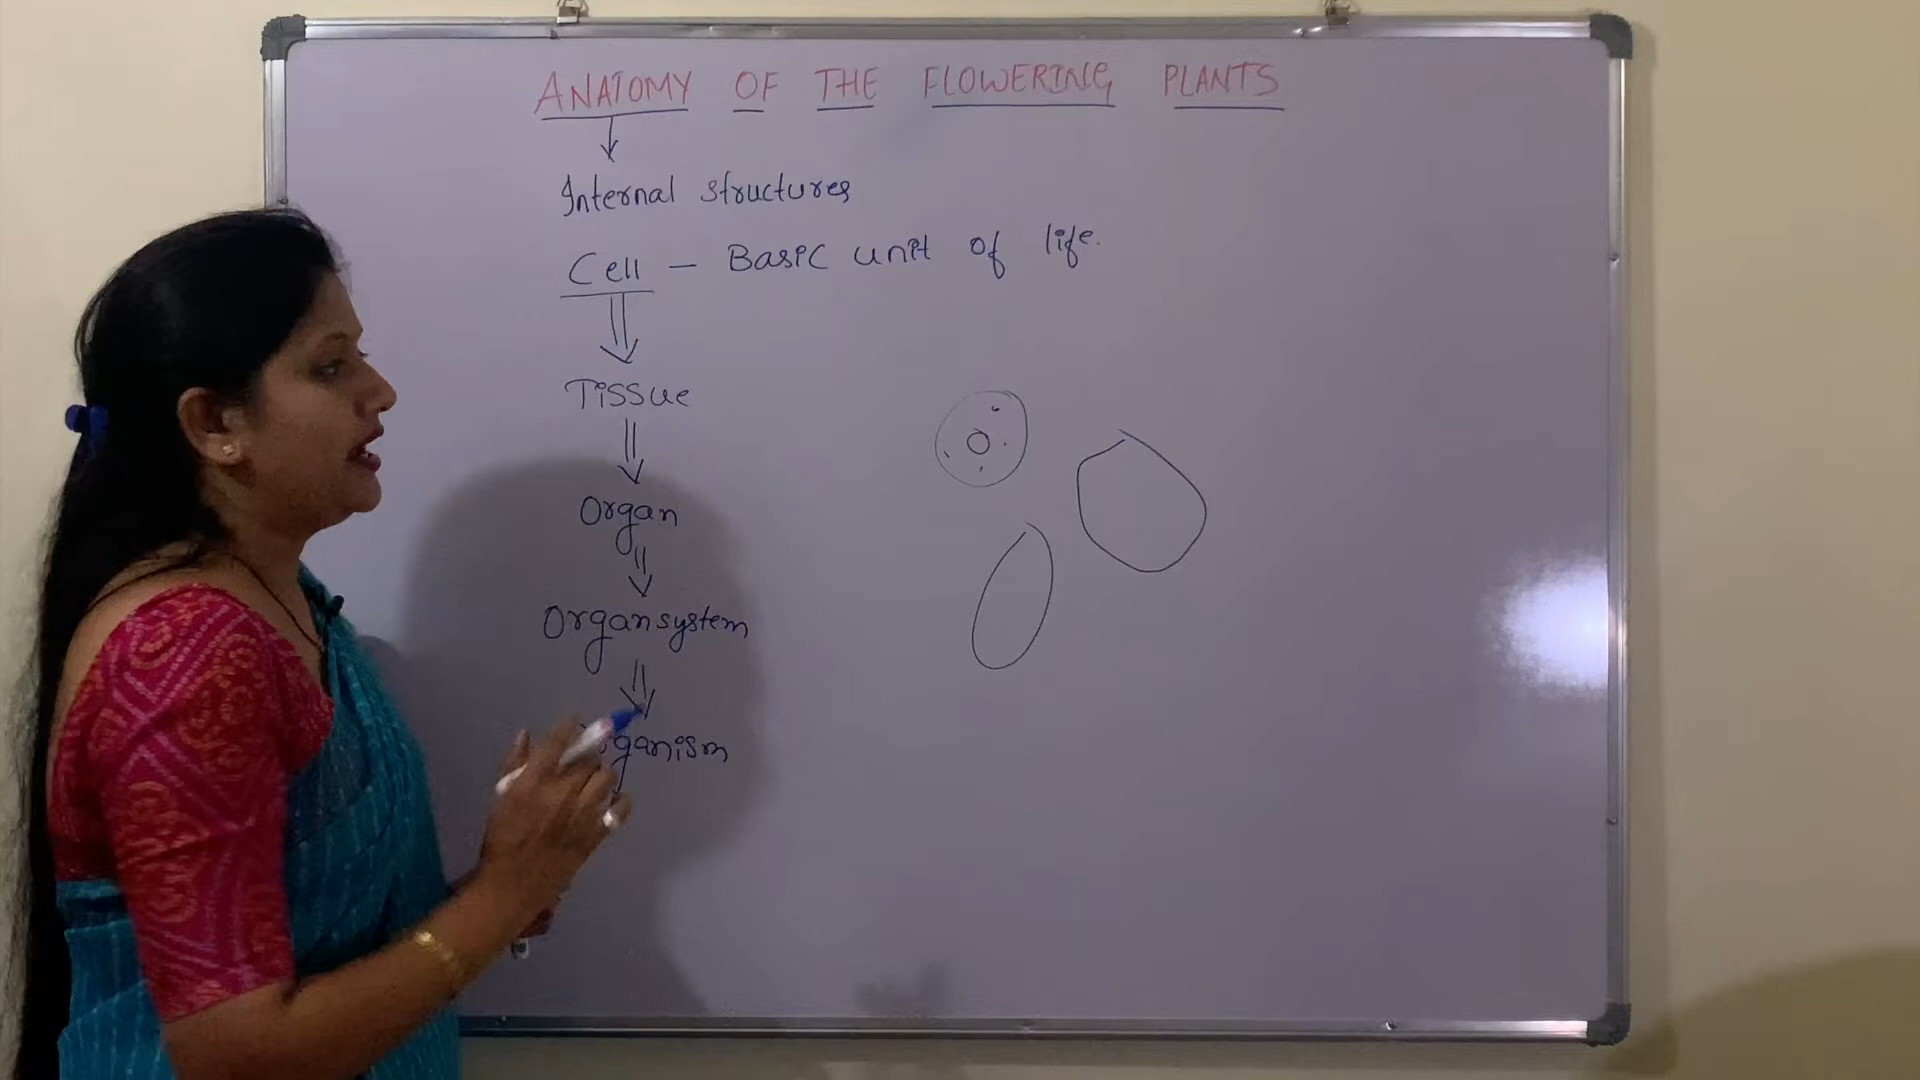 ANATOMY OF THE FLOWERING PLANTS
Internal structures
Cell – Basic unit of life.
Tissue
Organ
Organsystem